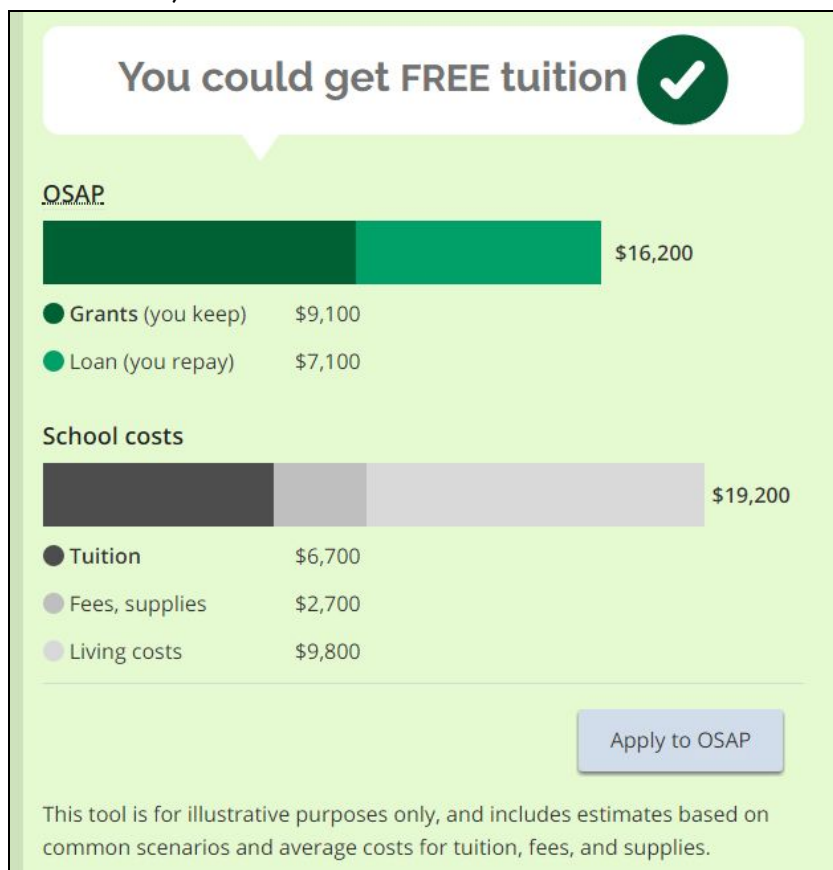 You could get FREE tuition
OSAP
$16,200
Grants (you keep) $9,100
Loan (you repay) $7,100
School costs
$19,200
Tuition $6,700
Fees, supplies $2,700
Living costs $9,800
Apply to OSAP
This tool is for illustrative purposes only, and includes estimates based on
common scenarios and average costs for tuition, fees, and supplies.